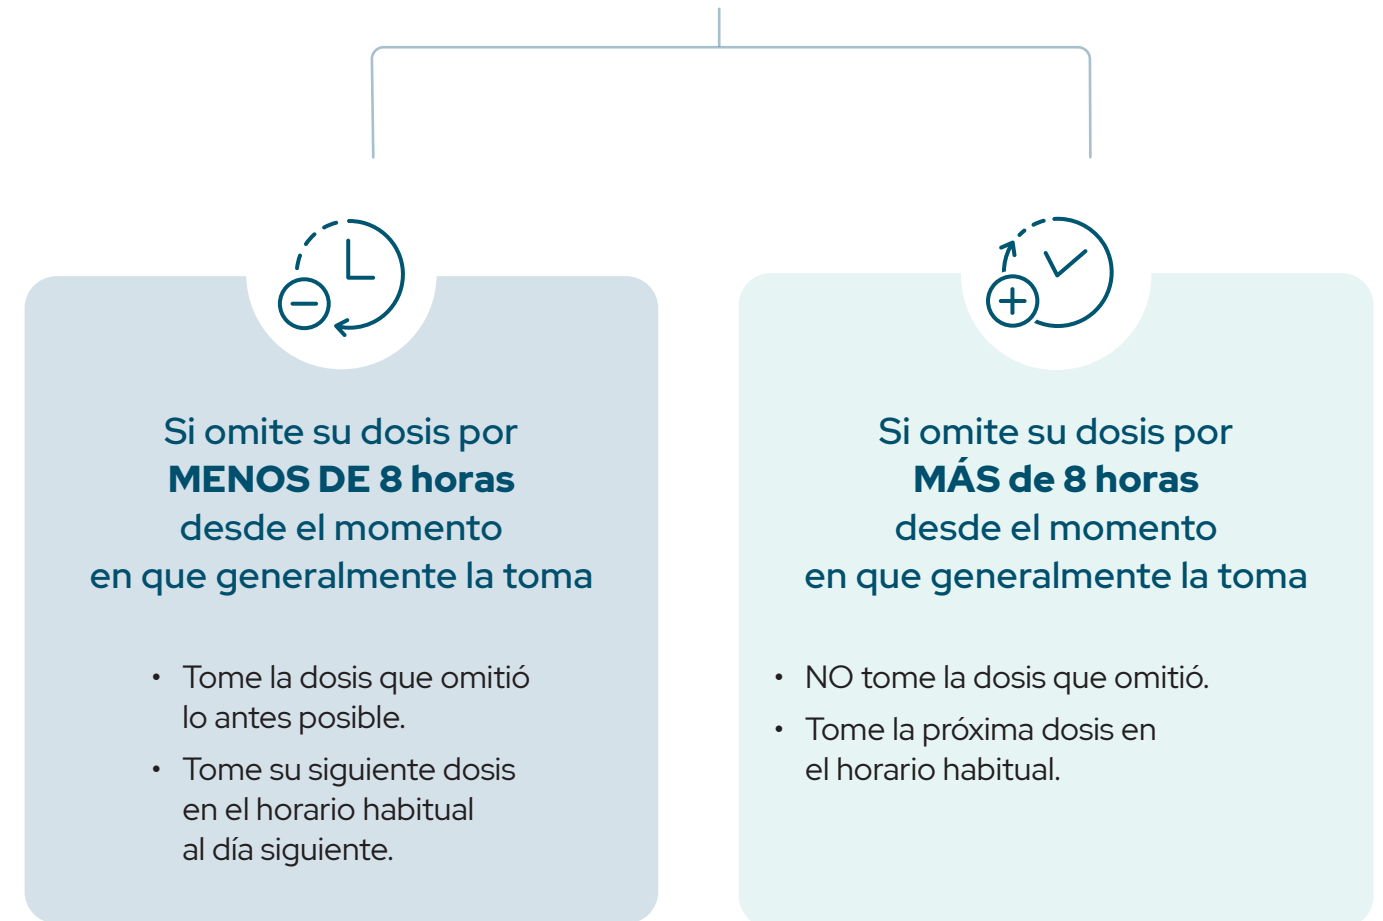 Si omite su dosis por
MENOS DE 8 horas
desde el momento
en que generalmente la toma
• Tome la dosis que omitió
lo antes posible.
• Tome su siguiente dosis
en el horario habitual
al día siguiente.
Si omite su dosis por
MÁS de 8 horas
desde el momento
en que generalmente la toma
• NO tome la dosis que omitió.
• Tome la próxima dosis en
el horario habitual.